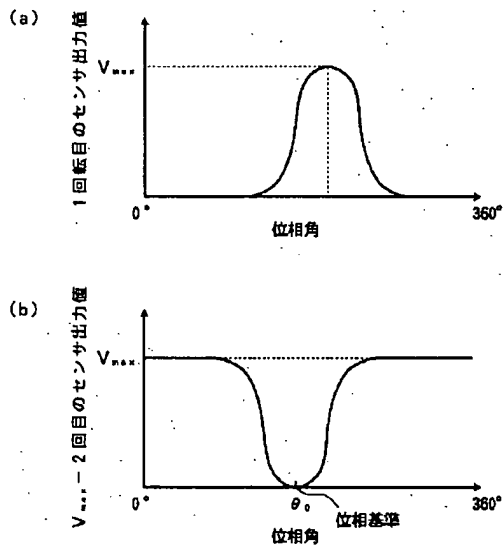 (a)
1回転目のセンサ出力値
Vmax
0°
360°
位相角
(b)
Vmax－2回目のセンサ出力値
Vmax
0°
θ₀
360°
位相基準
位相角